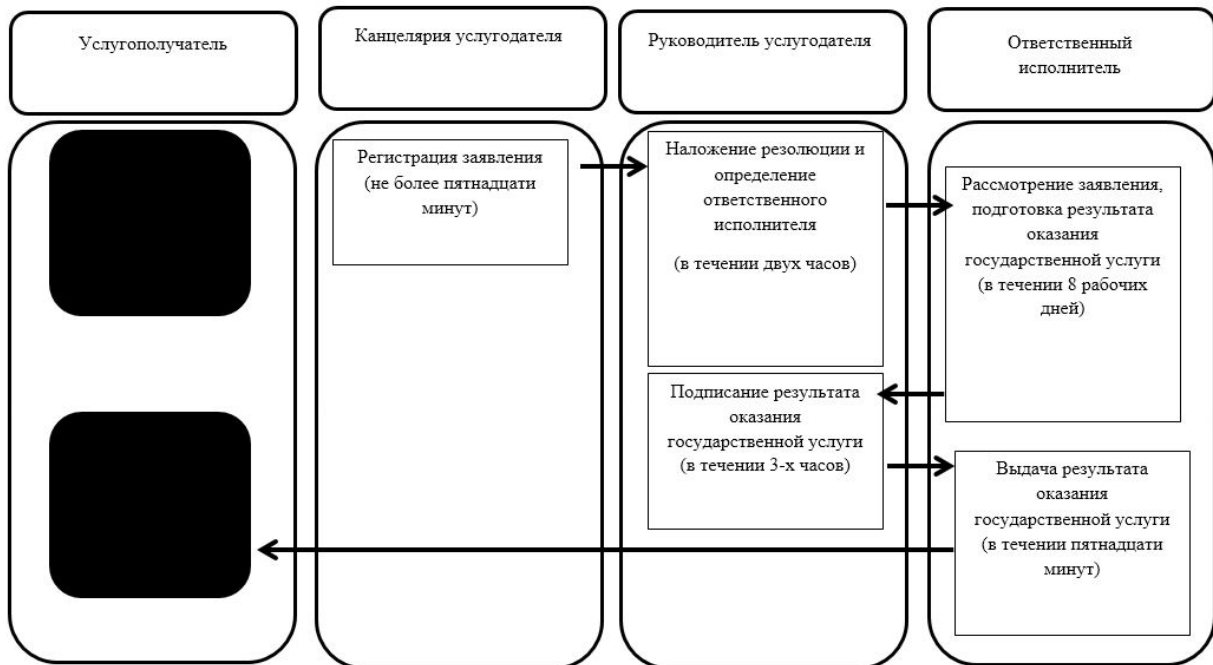 Услугополучатель
Канцелярия услугодателя
Руководитель услугодателя
Ответственный
исполнитель
Регистрация заявления
(не более пятнадцати
минут)
Наложение резолюции и
определение
ответственного
исполнителя
(в течении двух часов)
Рассмотрение заявления,
подготовка результата
оказания
государственной услуги
(в течении 8 рабочих
дней)
Подписание результата
оказания
государственной услуги
(в течении 3-х часов)
Выдача результата
оказания
государственной услуги
(в течении пятнадцати
минут)